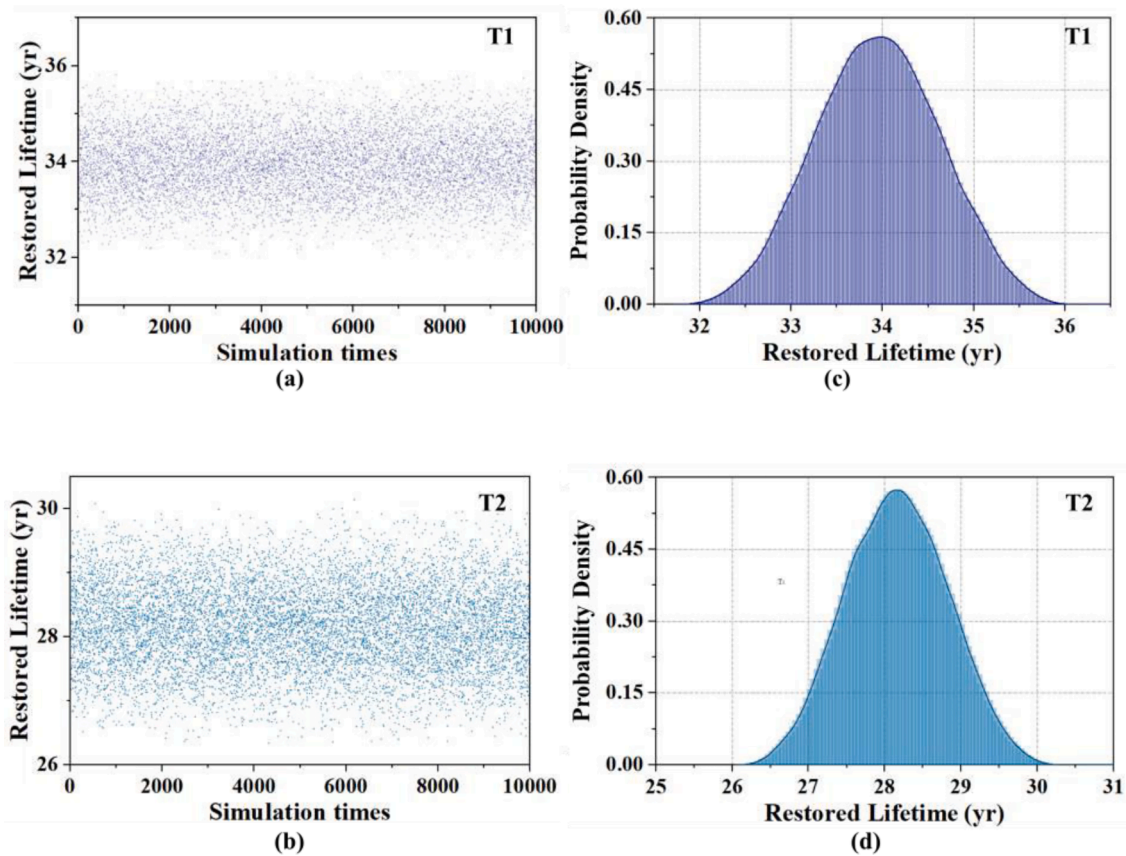 T1
Restored Lifetime (yr)
36
34
32
0 2000 4000 6000 8000 10000
Simulation times
(a)
T1
Probability Density
0.60
0.45
0.30
0.15
0.00
32 33 34 35 36
Restored Lifetime (yr)
(c)
T2
Restored Lifetime (yr)
30
28
26
0 2000 4000 6000 8000 10000
Simulation times
(b)
T2
Probability Density
0.60
0.45
0.30
0.15
0.00
25 26 27 28 29 30 31
Restored Lifetime (yr)
(d)